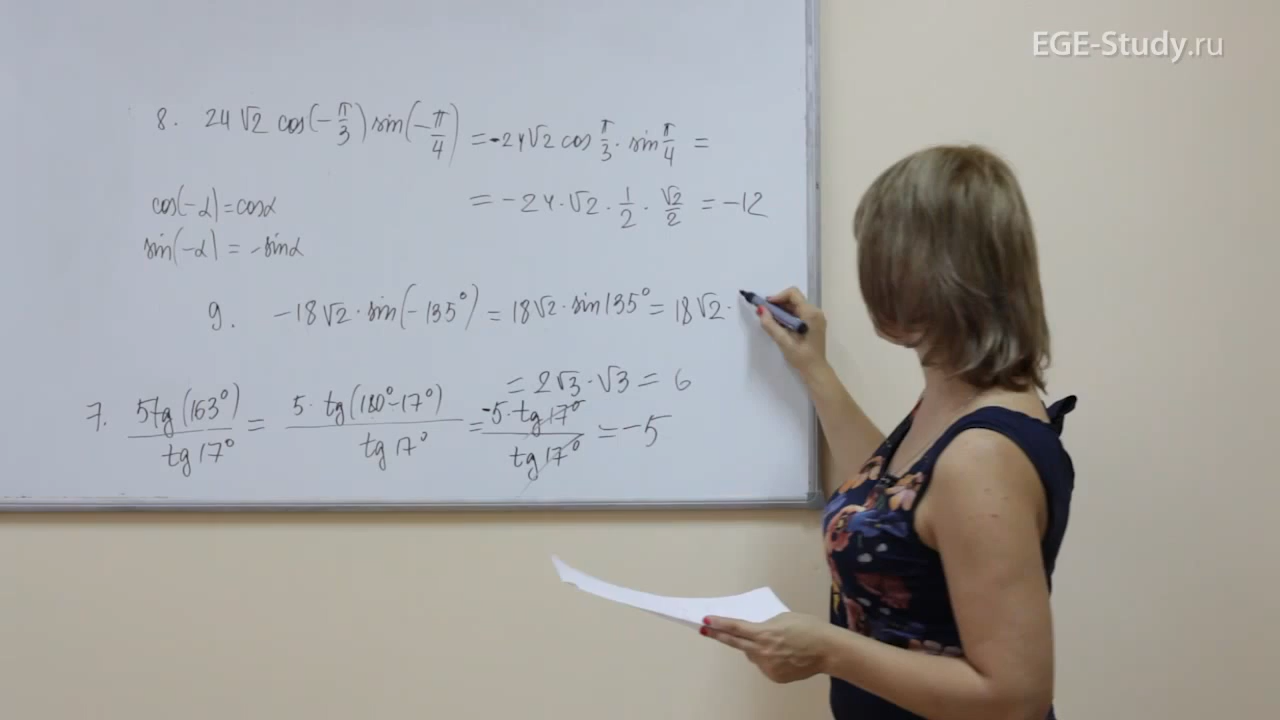 EGE-Study.ru
8. 24√2 cos(-π/3) sin(-π/4) = -24√2 cos π/3 · sin π/4 =
= -24·√2 · 1/2 · √2/2 = -12
cos(-α) = cosα
sin(-α) = -sinα
9. -18√2 · sin(-135°) = 18√2 · sin135° = 18√2 ·
= 2√3 · √3 = 6
7. 5tg(163°)/tg17° = 5· tg(180°-17°)/tg17° = -5·tg17°/tg17° = -5